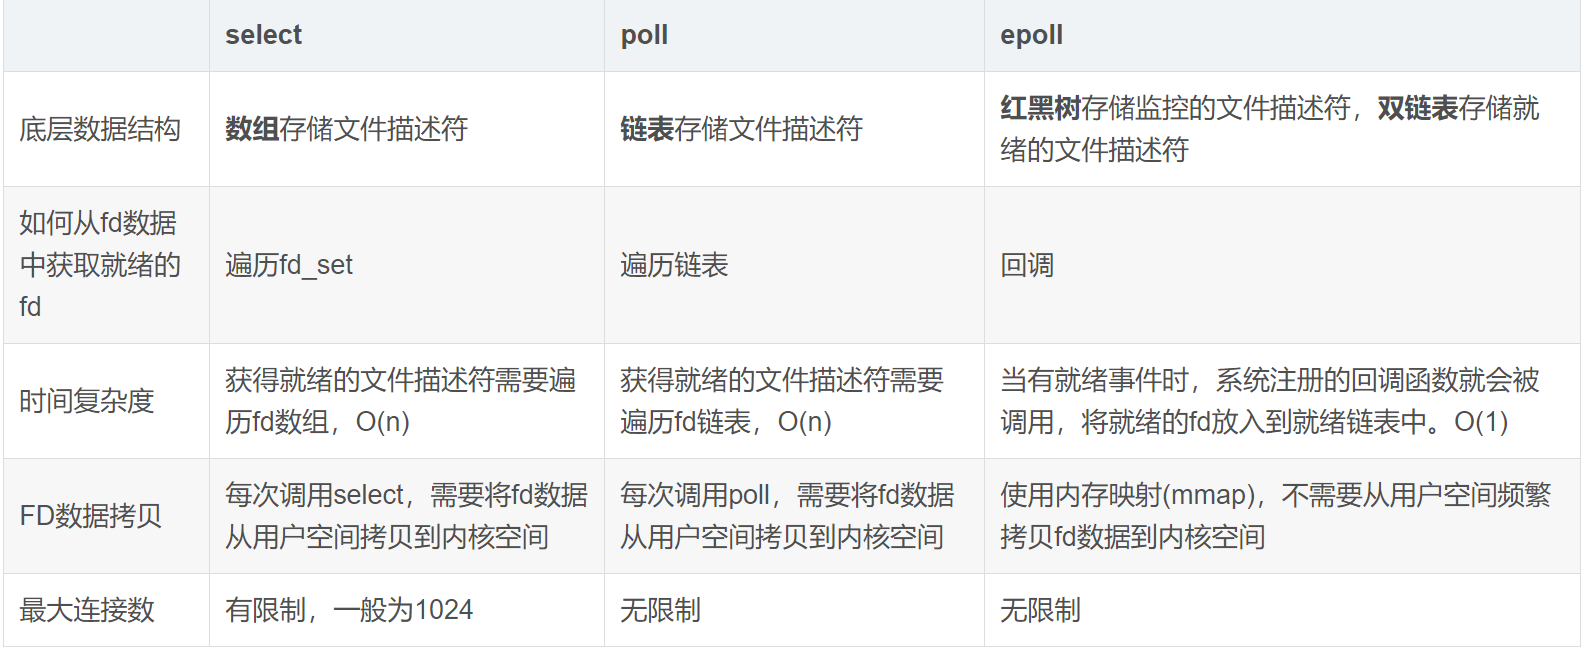 select
poll
epoll
底层数据结构
数组存储文件描述符
链表存储文件描述符
红黑树存储监控的文件描述符，双链表存储就
绪的文件描述符
如何从fd数据
中获取就绪的
fd
遍历fd_set
遍历链表
回调
时间复杂度
获得就绪的文件描述符需要遍
历fd数组，O(n)
获得就绪的文件描述符需要
遍历fd链表，O(n)
当有就绪事件时，系统注册的回调函数就会被
调用，将就绪的fd放入到就绪链表中。O(1)
FD数据拷贝
每次调用select，需要将fd数据
从用户空间拷贝到内核空间
每次调用poll，需要将fd数据
从用户空间拷贝到内核空间
使用内存映射(mmap)，不需要从用户空间频繁
拷贝fd数据到内核空间
最大连接数
有限制，一般为1024
无限制
无限制